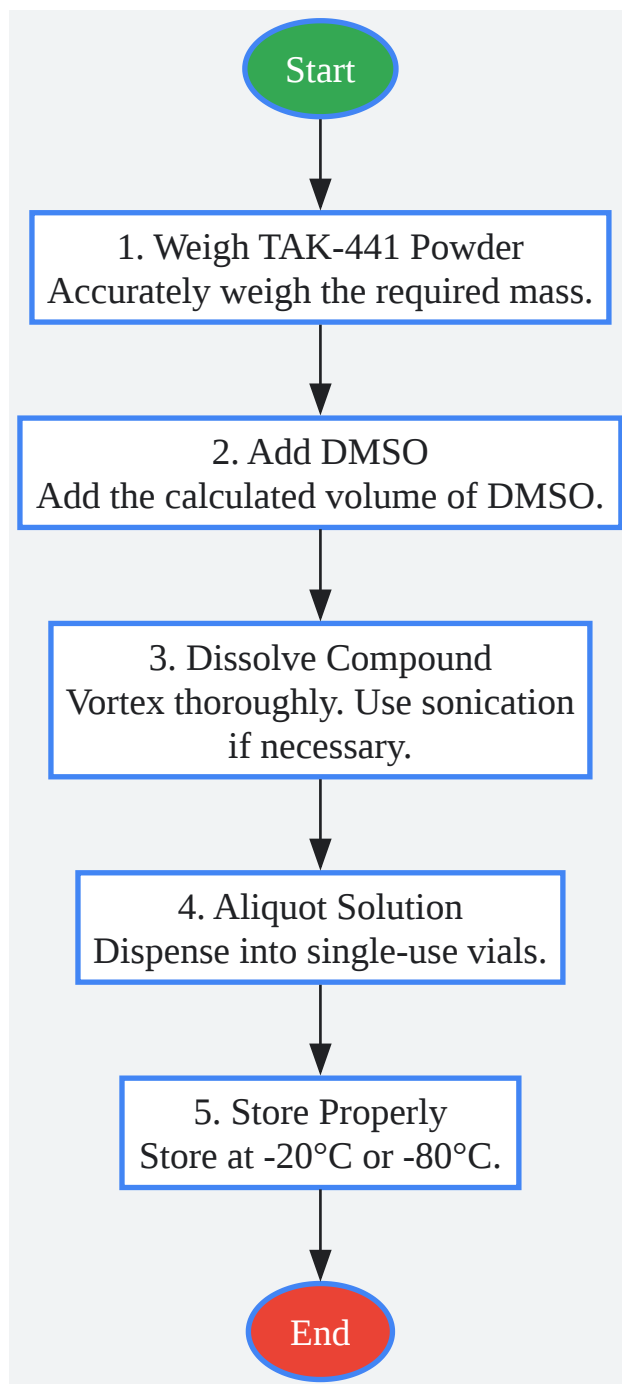 Start
1. Weigh TAK-441 Powder
Accurately weigh the required mass.
2. Add DMSO
Add the calculated volume of DMSO.
3. Dissolve Compound
Vortex thoroughly. Use sonication
if necessary.
4. Aliquot Solution
Dispense into single-use vials.
5. Store Properly
Store at -20°C or -80°C.
End